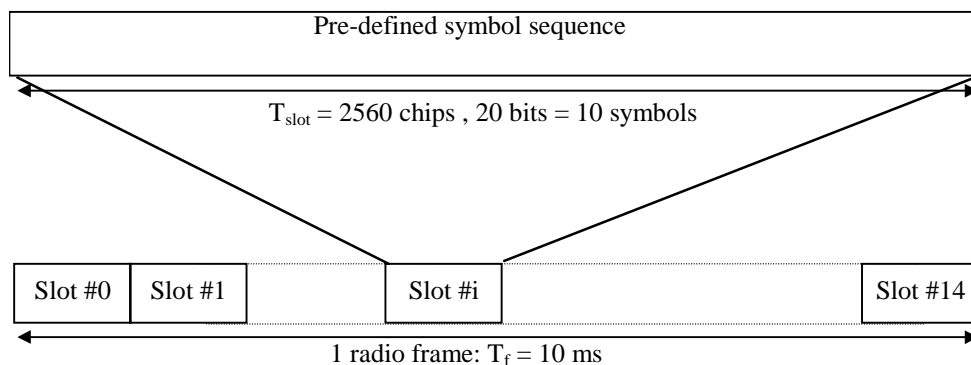 Pre-defined symbol sequence
T_slot = 2560 chips , 20 bits = 10 symbols
Slot #0 Slot #1 Slot #i Slot #14
1 radio frame: T_f = 10 ms